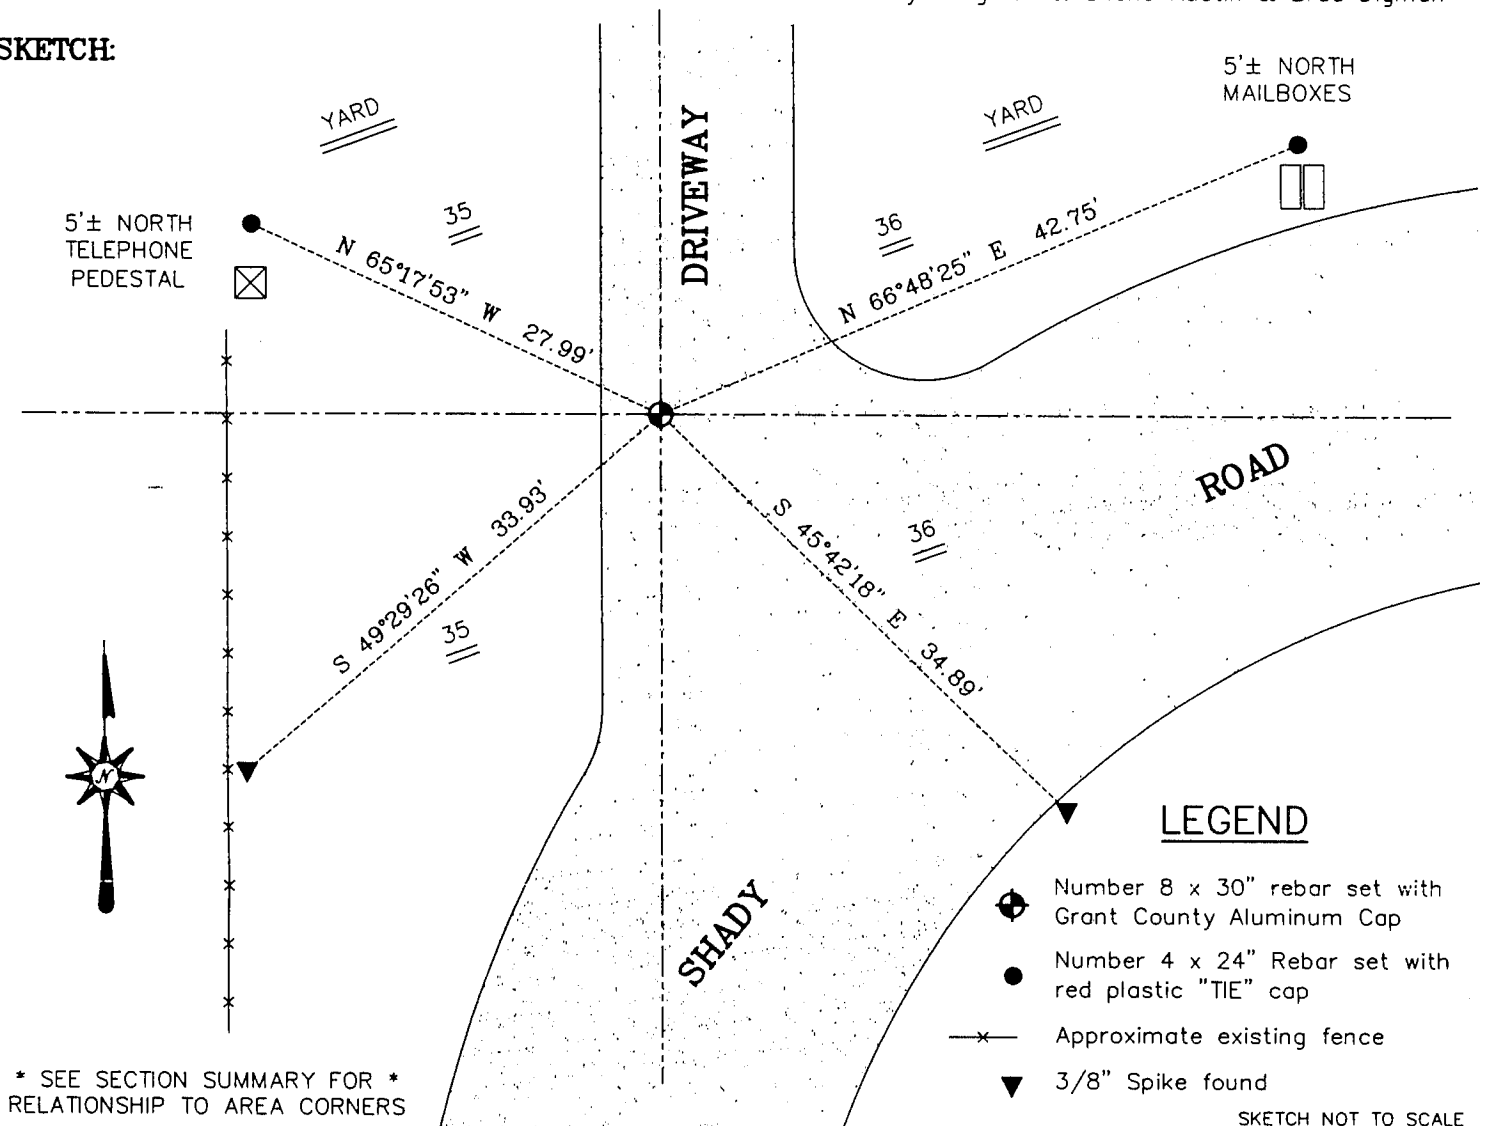 SKETCH:
5'± NORTH
MAILBOXES
YARD
YARD
DRIVEWAY
5'± NORTH
TELEPHONE
PEDESTAL
35
36
N 65°17'53" W 27.99'
N 66°48'25" E 42.75'
ROAD
S 49°29'26" W 33.93'
S 45°42'18" E 34.89'
36
35
N
SHADY
LEGEND
Number 8 x 30" rebar set with
Grant County Aluminum Cap
Number 4 x 24" Rebar set with
red plastic "TIE" cap
Approximate existing fence
3/8" Spike found
* SEE SECTION SUMMARY FOR *
RELATIONSHIP TO AREA CORNERS
SKETCH NOT TO SCALE